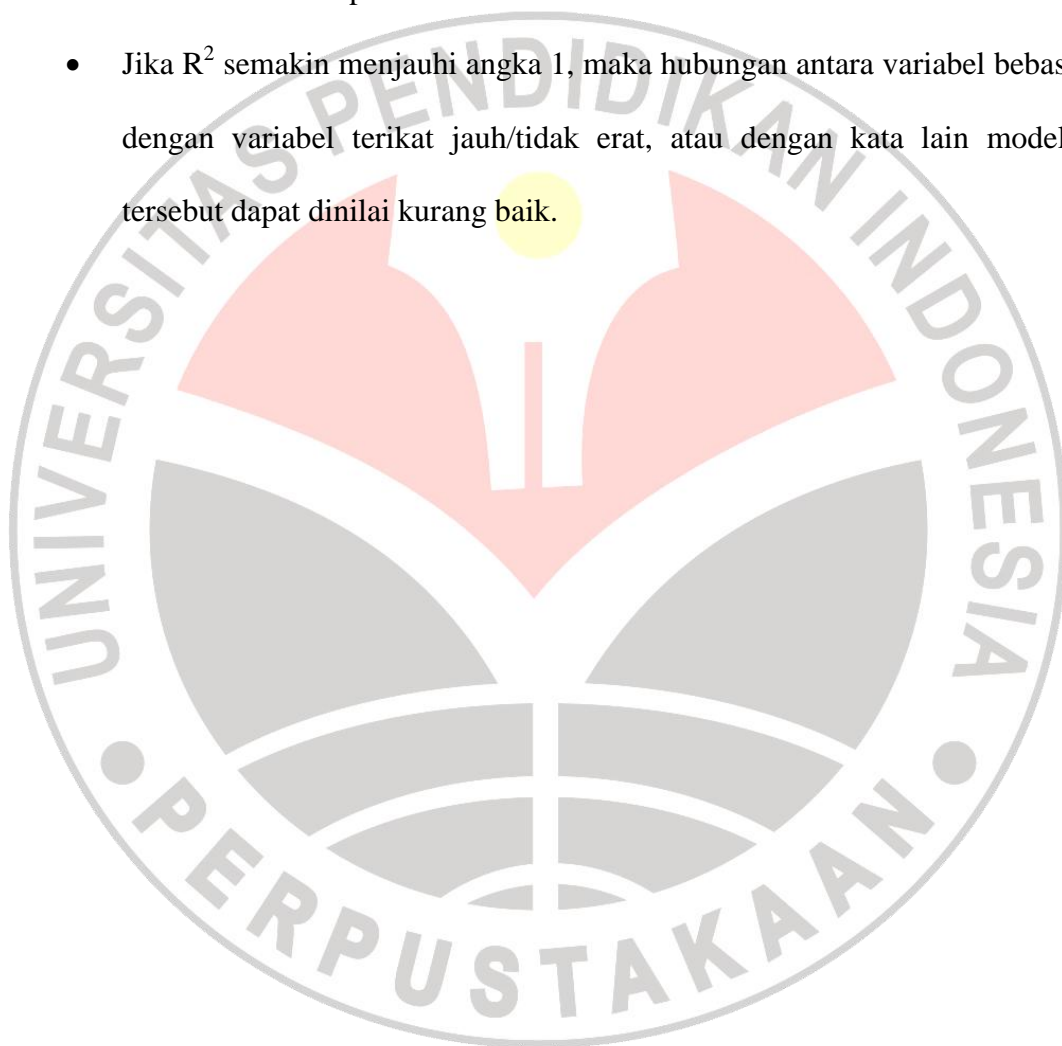 • Jika R² semakin menjauhi angka 1, maka hubungan antara variabel bebas
dengan variabel terikat jauh/tidak erat, atau dengan kata lain model
tersebut dapat dinilai kurang baik.
UNIVERSITAS PENDIDIKAN INDONESIA
PERPUSTAKAAN